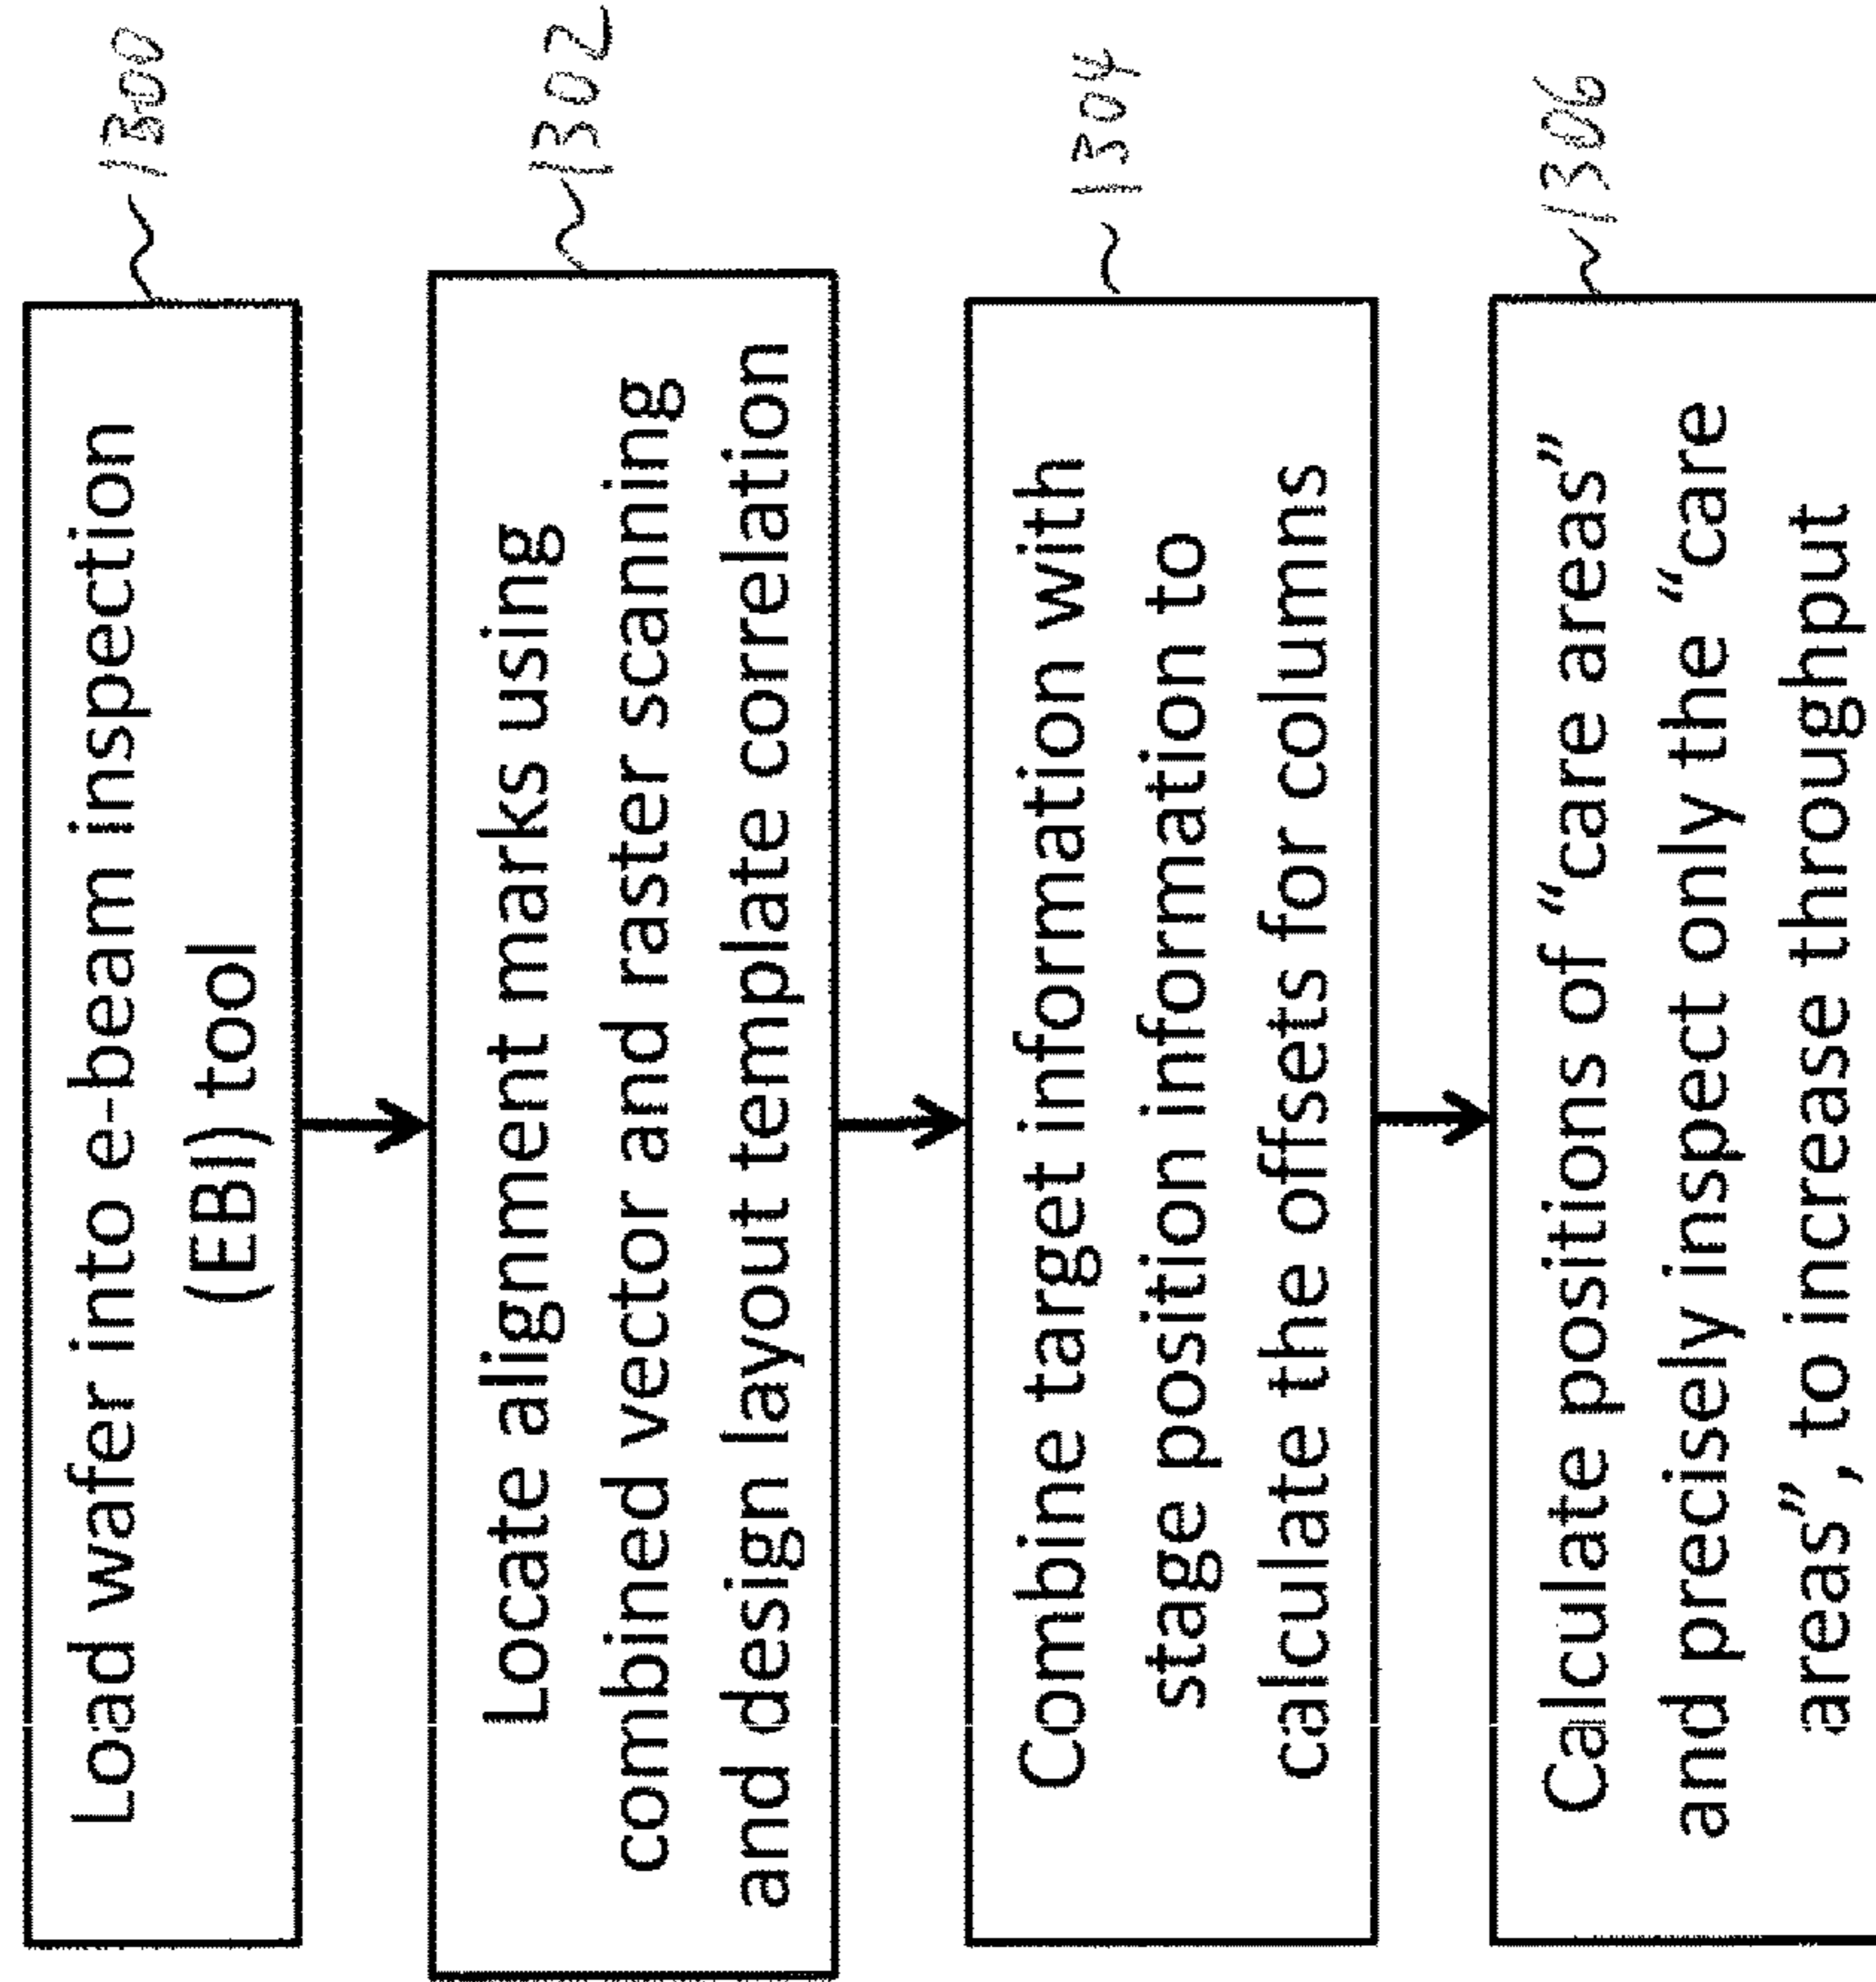 Load wafer into e-beam inspection
(EBI) tool
1300
Locate alignment marks using
combined vector and raster scanning
and design layout template correlation
1302
Combine target information with
stage position information to
calculate the offsets for columns
1304
Calculate positions of “care areas”
and precisely inspect only the “care
areas”, to increase throughput
1306